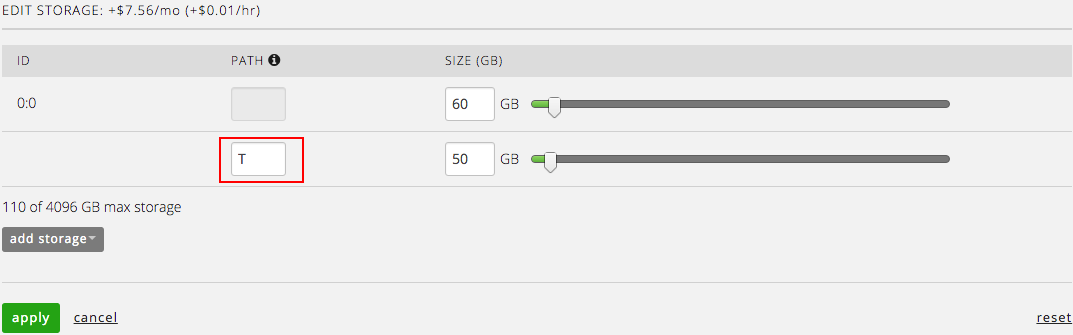 EDIT STORAGE: +$7.56/mo (+$0.01/hr)
ID PATH SIZE (GB)
0:0 60 GB
T 50 GB
110 of 4096 GB max storage
add storage
apply cancel reset